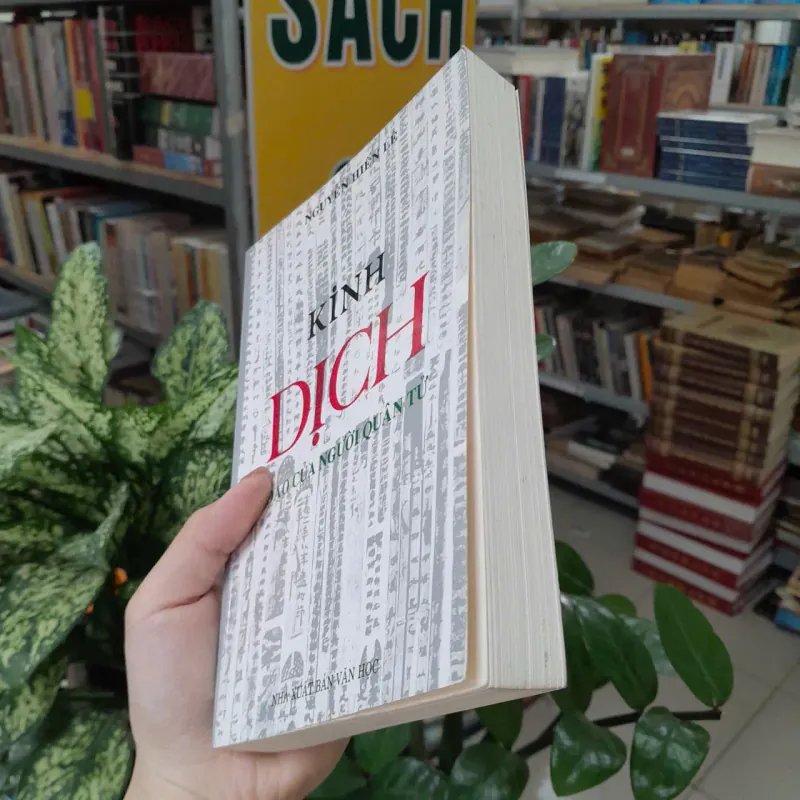 SÁCH
NGUYỄN HIẾN LÊ
KINH
DỊCH
ĐẠO CỦA NGƯỜI QUÂN TỬ
NHÀ XUẤT BẢN VĂN HỌC